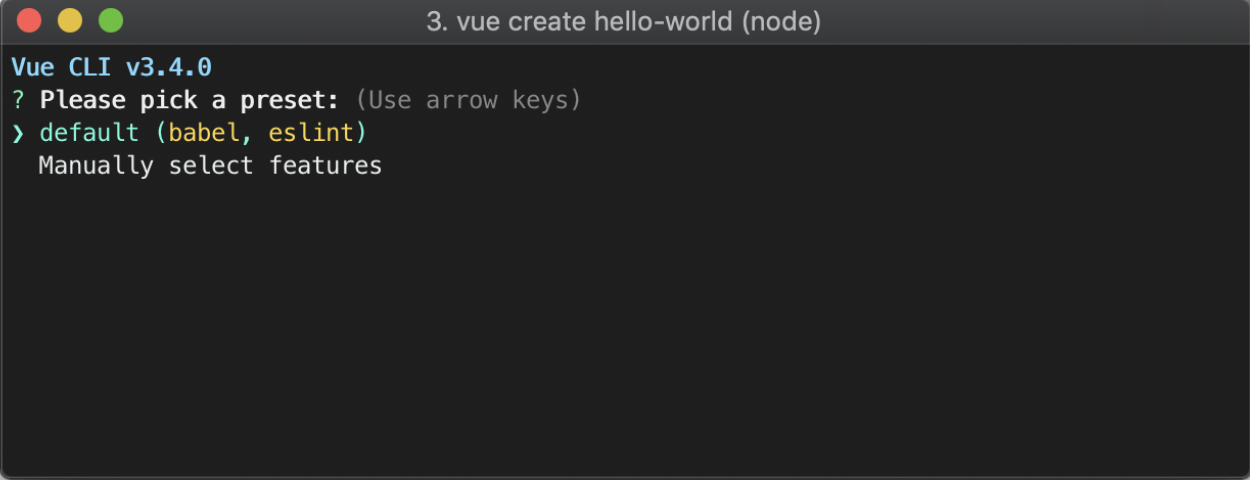 3. vue create hello-world (node)
Vue CLI v3.4.0
? Please pick a preset: (Use arrow keys)
❯ default (babel, eslint)
Manually select features